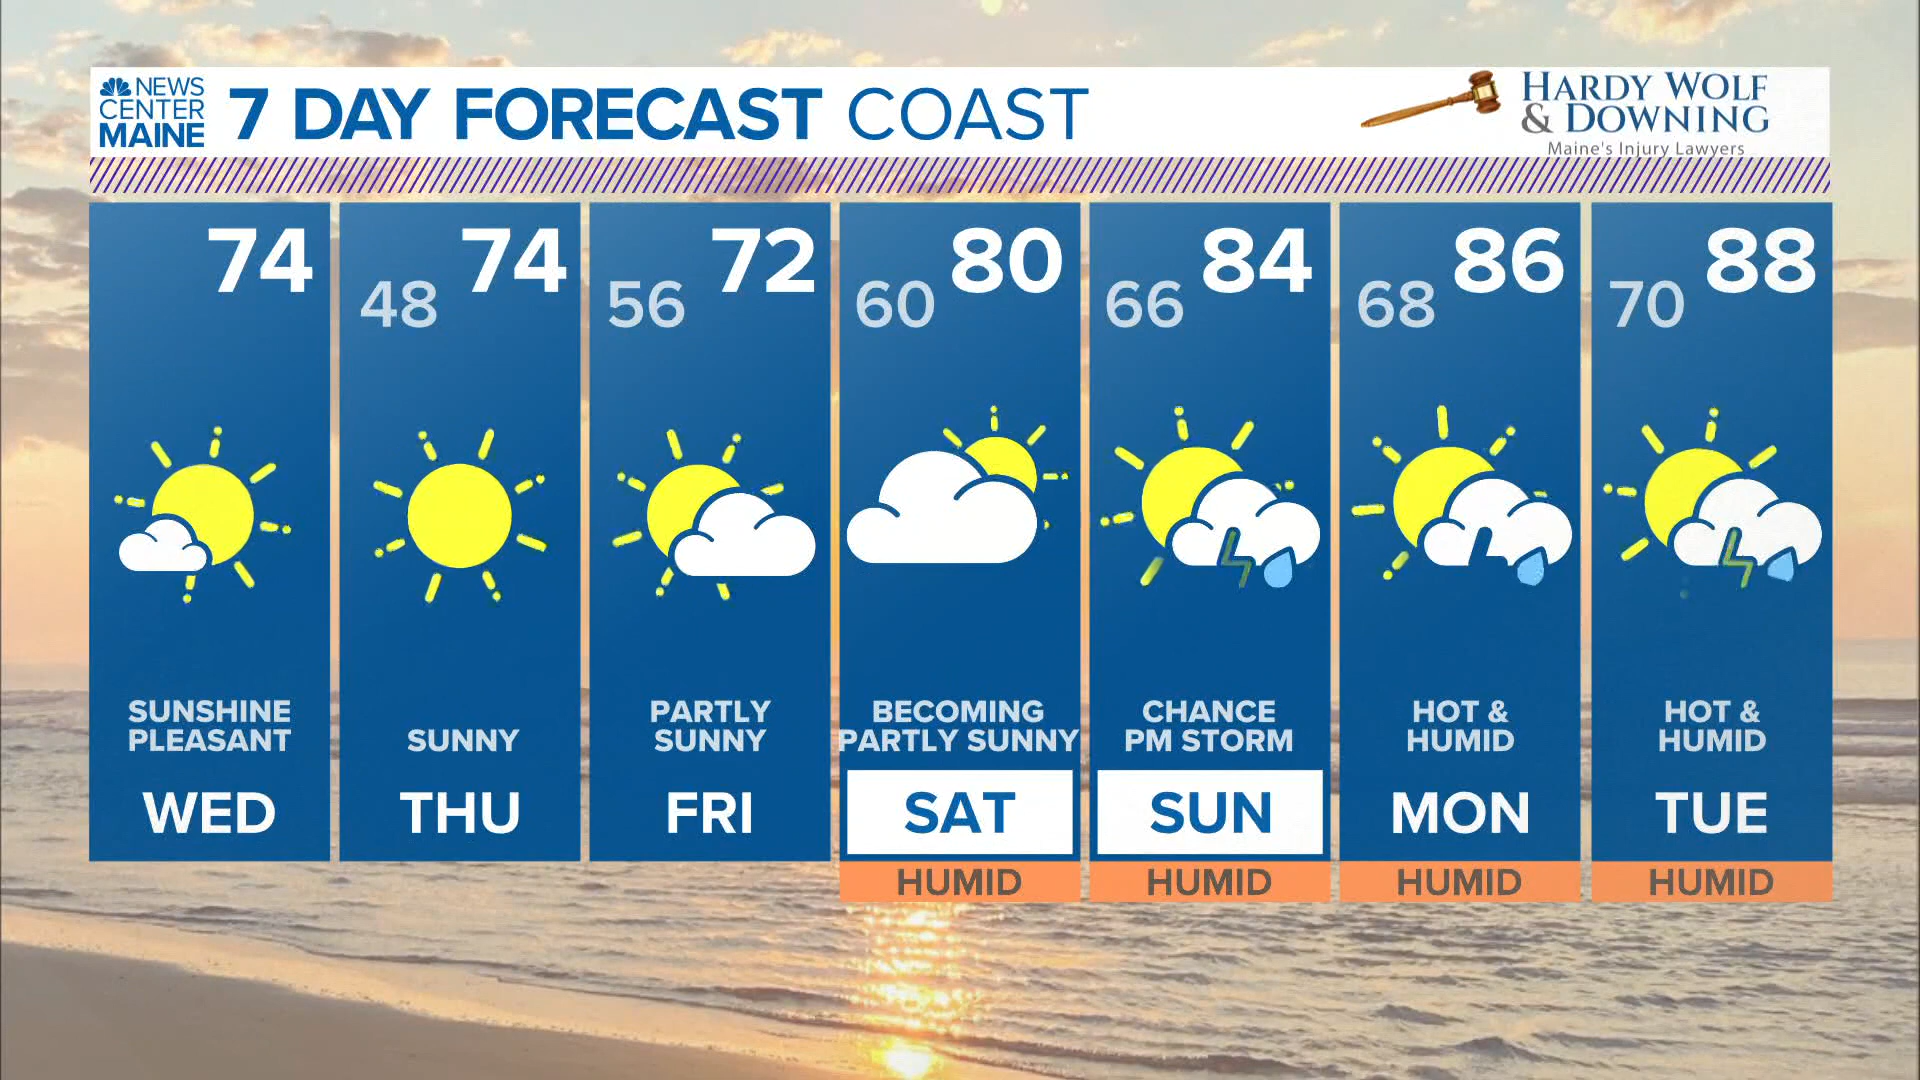 NEWS
CENTER
MAINE
7 DAY FORECAST COAST
HARDY WOLF
& DOWNING
Maine's Injury Lawyers
74
SUNSHINE
PLEASANT
WED
48 74
SUNNY
THU
56 72
PARTLY
SUNNY
FRI
60 80
BECOMING
PARTLY SUNNY
SAT
HUMID
66 84
CHANCE
PM STORM
SUN
HUMID
68 86
HOT &
HUMID
MON
HUMID
70 88
HOT &
HUMID
TUE
HUMID